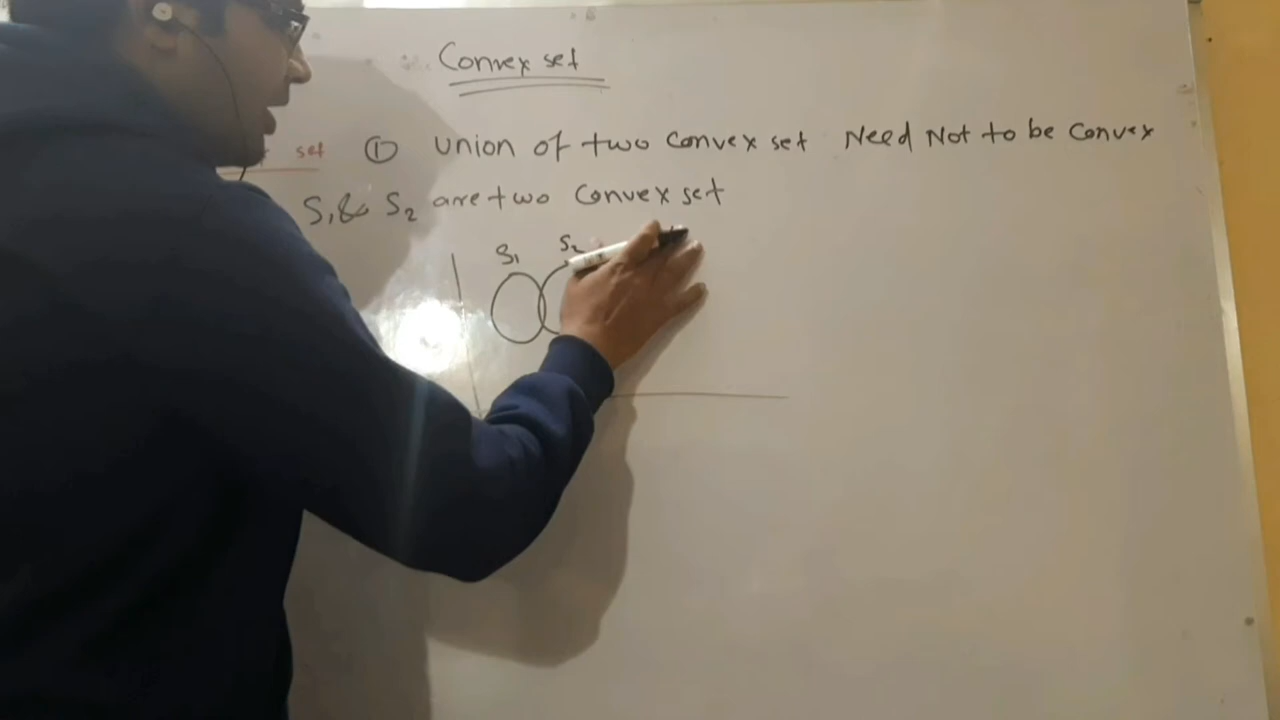 Convex set
set ① Union of two Convex set Need Not to be Convex
S₁ & S₂ are two Convex set
S₁ S₂